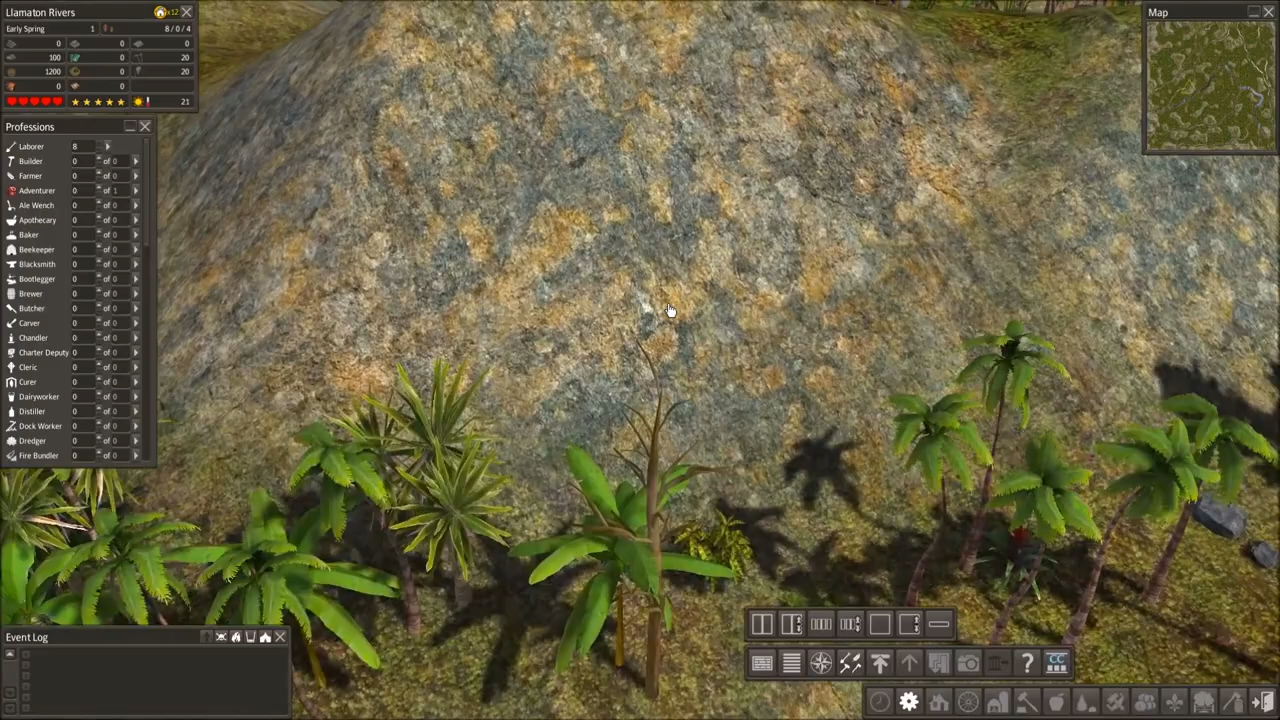 Llamaton Rivers x12
Early Spring 1 8 / 0 / 4
0 0 0
100 0 20
1200 0 20
0 0
21
Map
Professions
Laborer 8
Builder 0 of 0
Farmer 0 of 0
Adventurer 0 of 1
Ale Wench 0 of 0
Apothecary 0 of 0
Baker 0 of 0
Beekeeper 0 of 0
Blacksmith 0 of 0
Bootlegger 0 of 0
Brewer 0 of 0
Butcher 0 of 0
Carver 0 of 0
Chandler 0 of 0
Charter Deputy 0 of 0
Cleric 0 of 0
Curer 0 of 0
Dairyworker 0 of 0
Distiller 0 of 0
Dock Worker 0 of 0
Dredger 0 of 0
Fire Bundler 0 of 0
Event Log
? CC